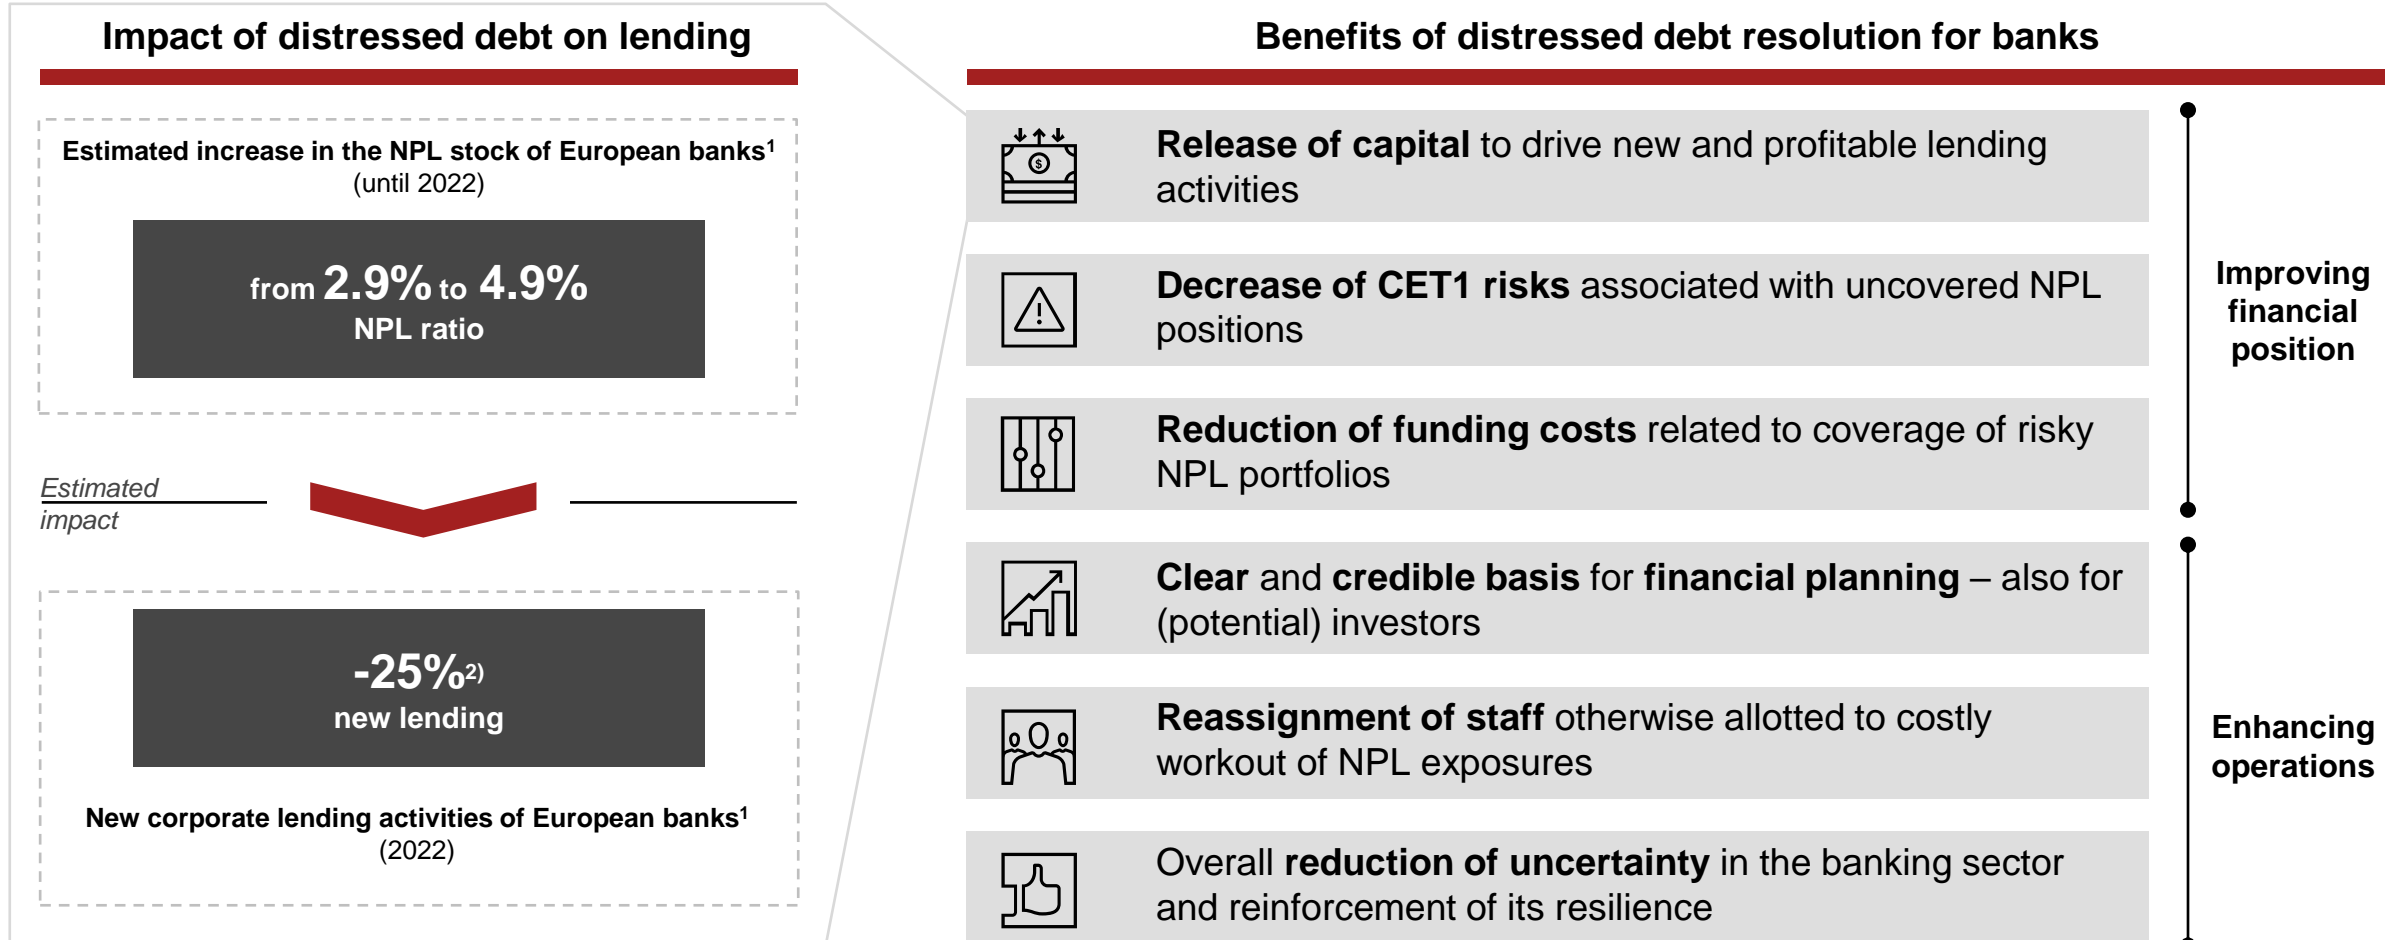 Impact of distressed debt on lending
Estimated increase in the NPL stock of European banks¹
(until 2022)
from 2.9% to 4.9%
NPL ratio
Estimated
impact
-25%²⁾
new lending
New corporate lending activities of European banks¹
(2022)
Benefits of distressed debt resolution for banks
$
Release of capital to drive new and profitable lending
activities
Decrease of CET1 risks associated with uncovered NPL
positions
Reduction of funding costs related to coverage of risky
NPL portfolios
Improving
financial
position
Clear and credible basis for financial planning – also for
(potential) investors
Reassignment of staff otherwise allotted to costly
workout of NPL exposures
Overall reduction of uncertainty in the banking sector
and reinforcement of its resilience
Enhancing
operations